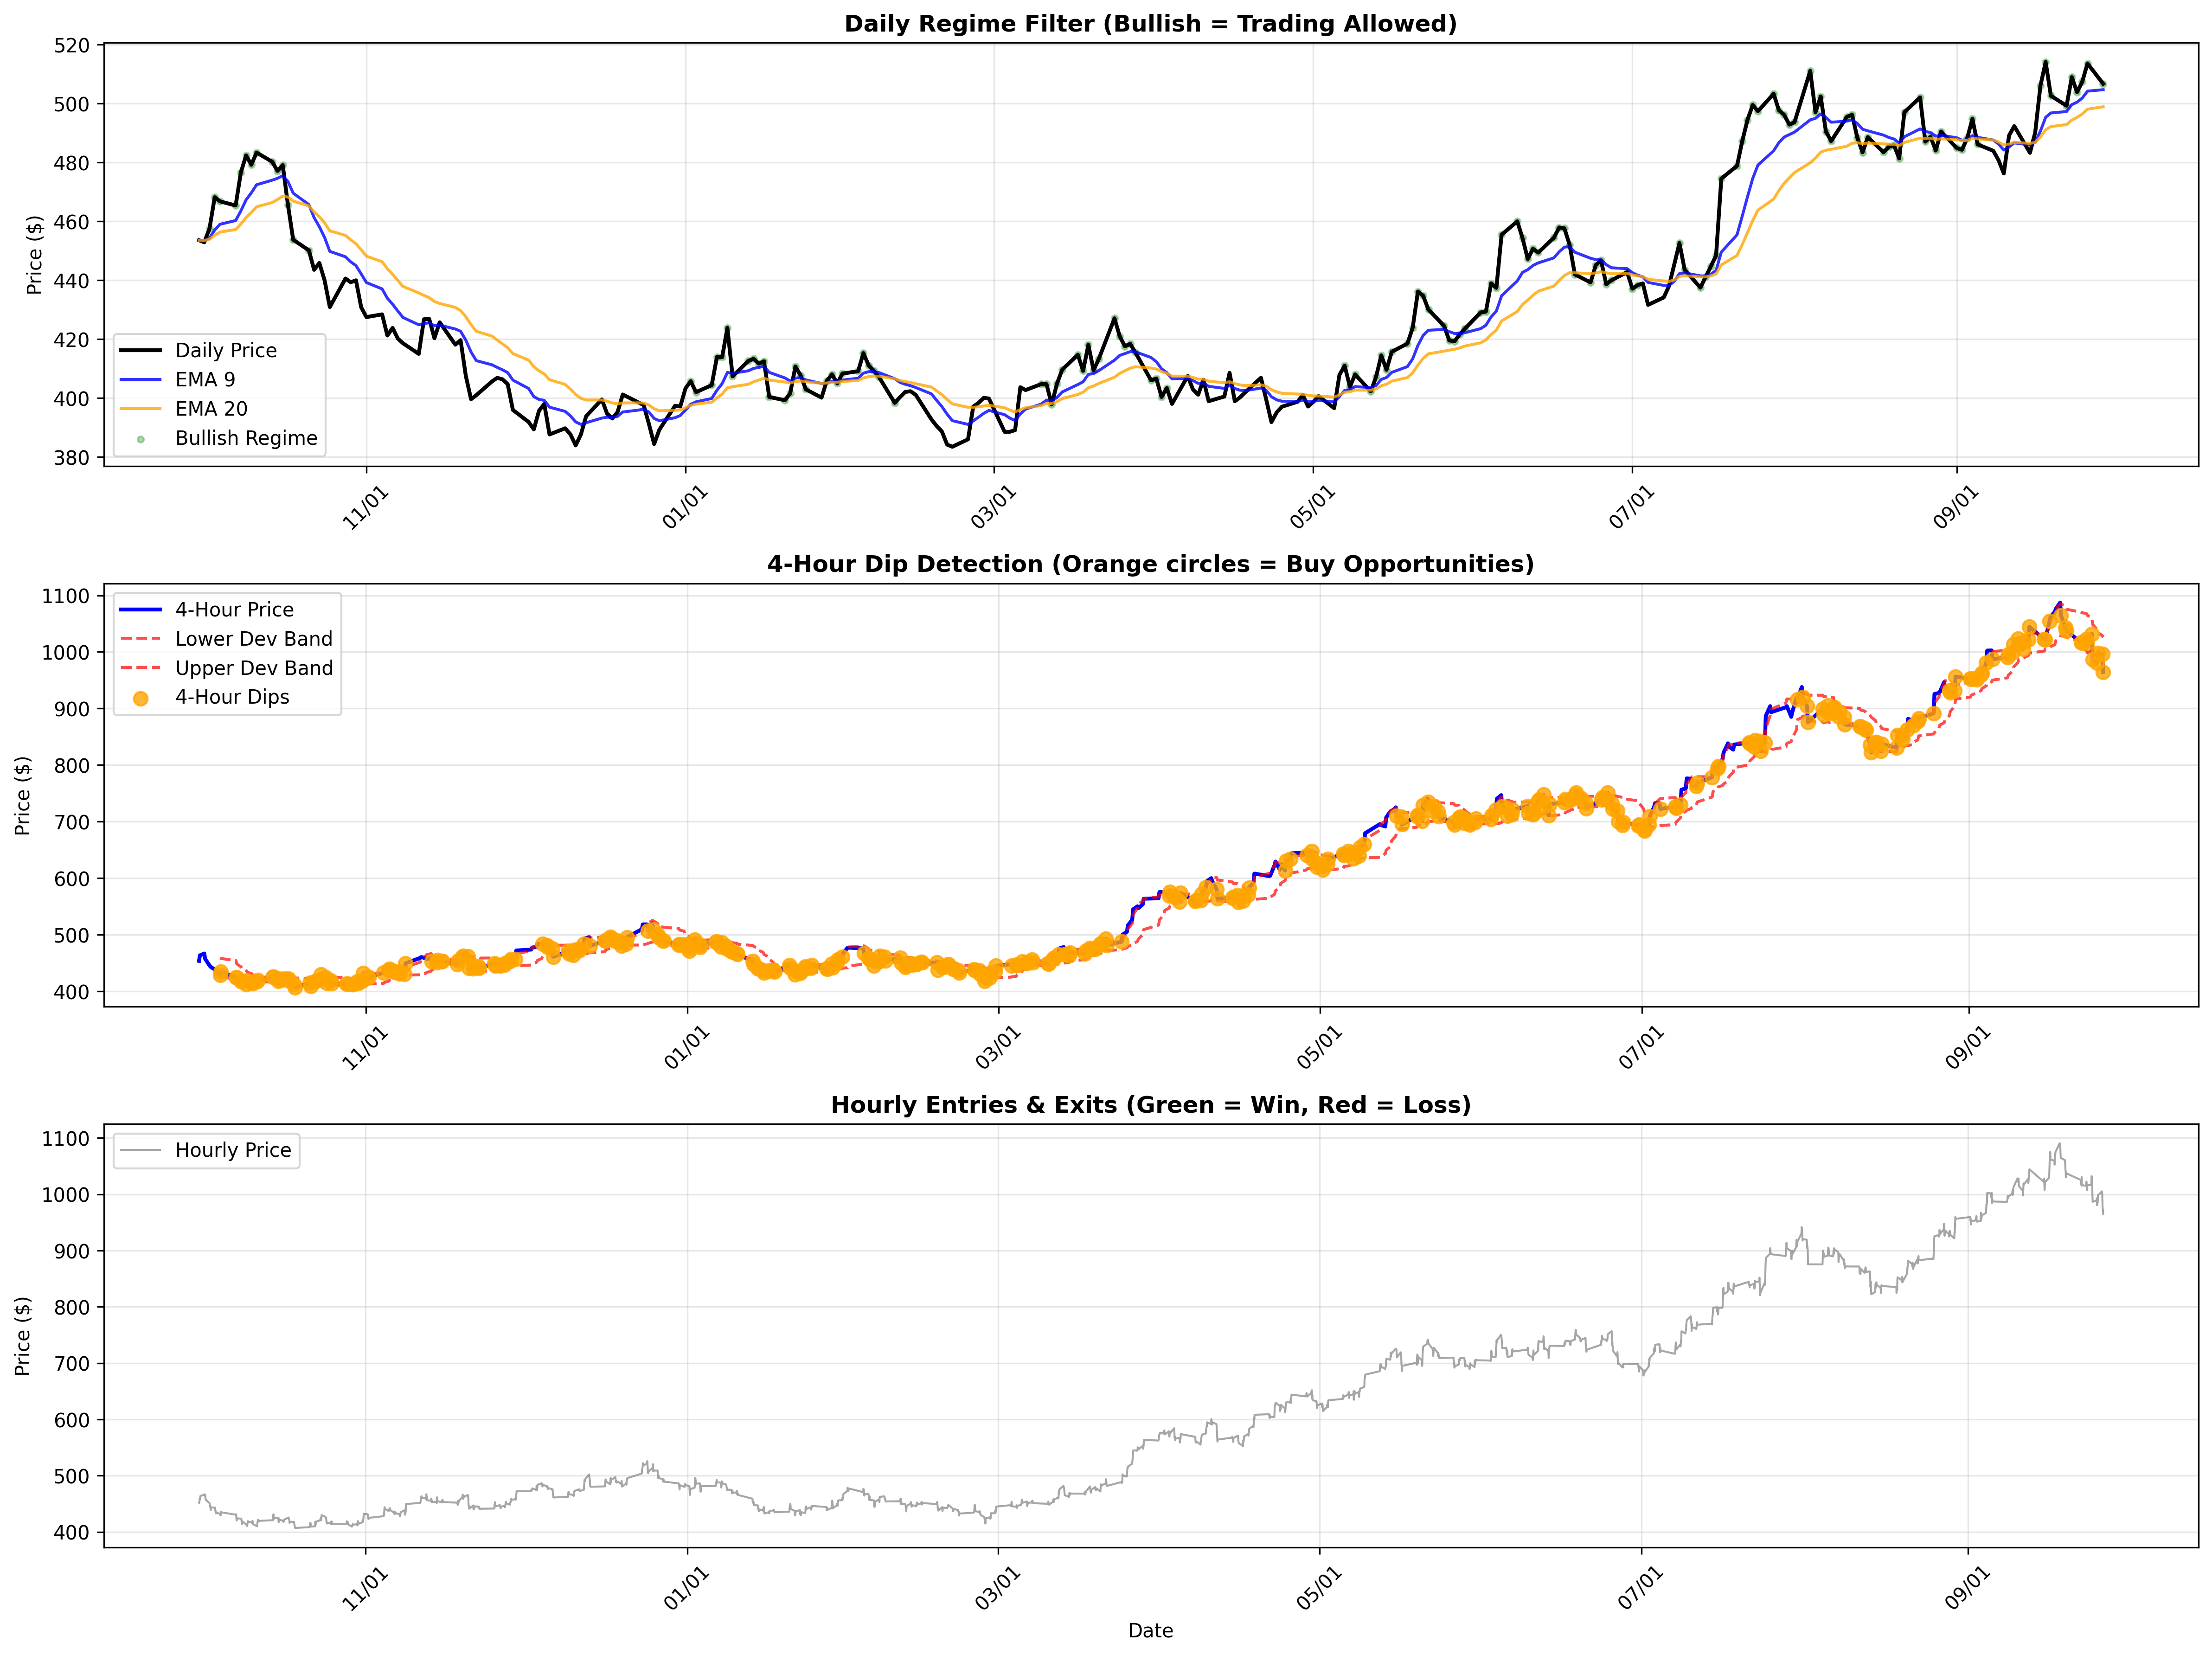 Daily Regime Filter (Bullish = Trading Allowed)
520
500
480
460
440
420
400
380
Price ($)
Daily Price
EMA 9
EMA 20
Bullish Regime
11/01
01/01
03/01
05/01
07/01
09/01
4-Hour Dip Detection (Orange circles = Buy Opportunities)
1100
1000
900
800
700
600
500
400
Price ($)
4-Hour Price
Lower Dev Band
Upper Dev Band
4-Hour Dips
11/01
01/01
03/01
05/01
07/01
09/01
Hourly Entries & Exits (Green = Win, Red = Loss)
1100
1000
900
800
700
600
500
400
Price ($)
Hourly Price
11/01
01/01
03/01
05/01
07/01
09/01
Date